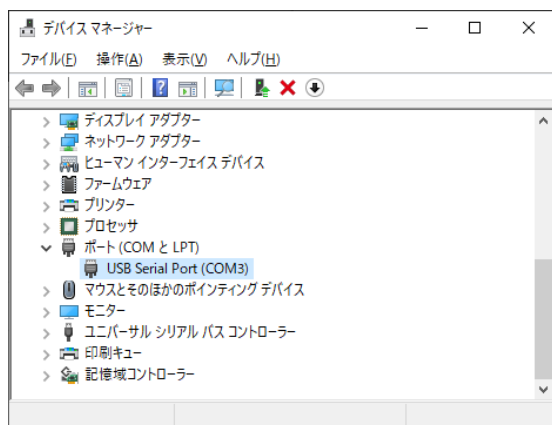 デバイス マネージャー
ファイル(F) 操作(A) 表示(V) ヘルプ(H)
ディスプレイ アダプター
ネットワーク アダプター
ヒューマン インターフェイス デバイス
ファームウェア
プリンター
プロセッサ
ポート (COM と LPT)
USB Serial Port (COM3)
マウスとそのほかのポインティング デバイス
モニター
ユニバーサル シリアル バス コントローラー
印刷キュー
記憶域コントローラー